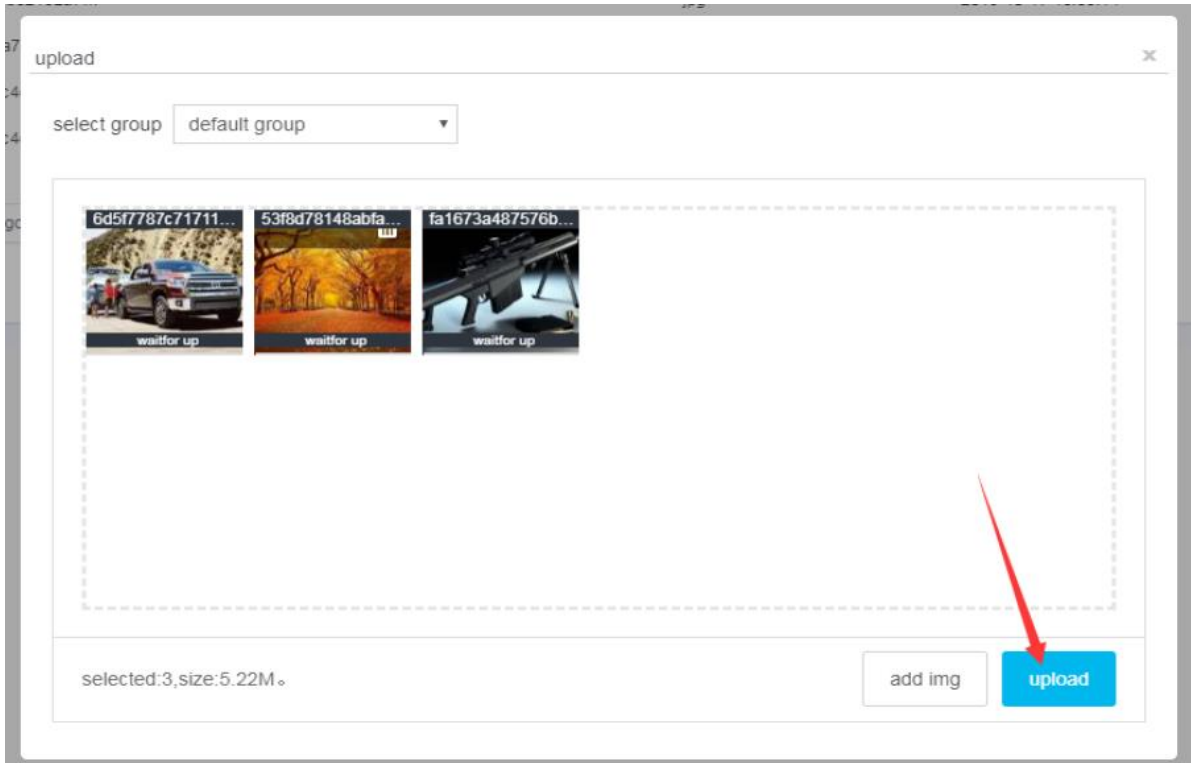 upload
×
select group default group
6d5f7787c71711... 53f8d78148abfa... fa1673a487576b...
waitfor up waitfor up waitfor up
selected:3,size:5.22M。
add img upload